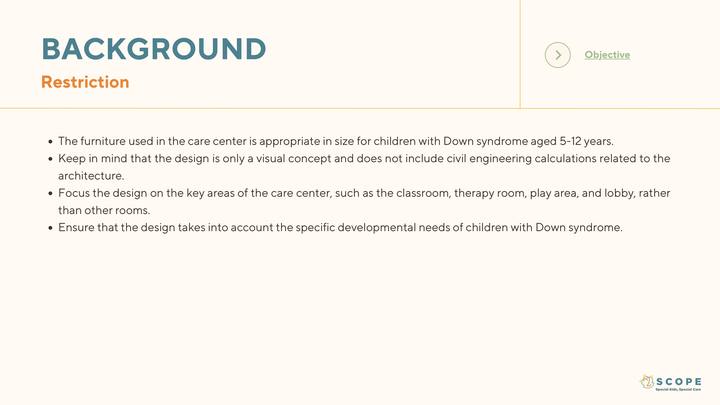 BACKGROUND
Restriction
Objective
• The furniture used in the care center is appropriate in size for children with Down syndrome aged 5-12 years.
• Keep in mind that the design is only a visual concept and does not include civil engineering calculations related to the
architecture.
• Focus the design on the key areas of the care center, such as the classroom, therapy room, play area, and lobby, rather
than other rooms.
• Ensure that the design takes into account the specific developmental needs of children with Down syndrome.
SCOPE
Special Kids, Special Care